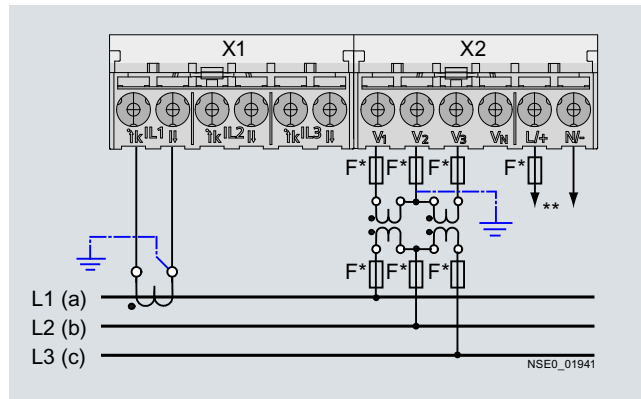 X1 X2
↑k IL1 l↓ ↑k IL2 l↓ ↑k IL3 l↓ V1 V2 V3 VN L/+ N/-
F* F* F* F*
**
F* F* F*
L1 (a)
L2 (b)
L3 (c)
NSE0_01941